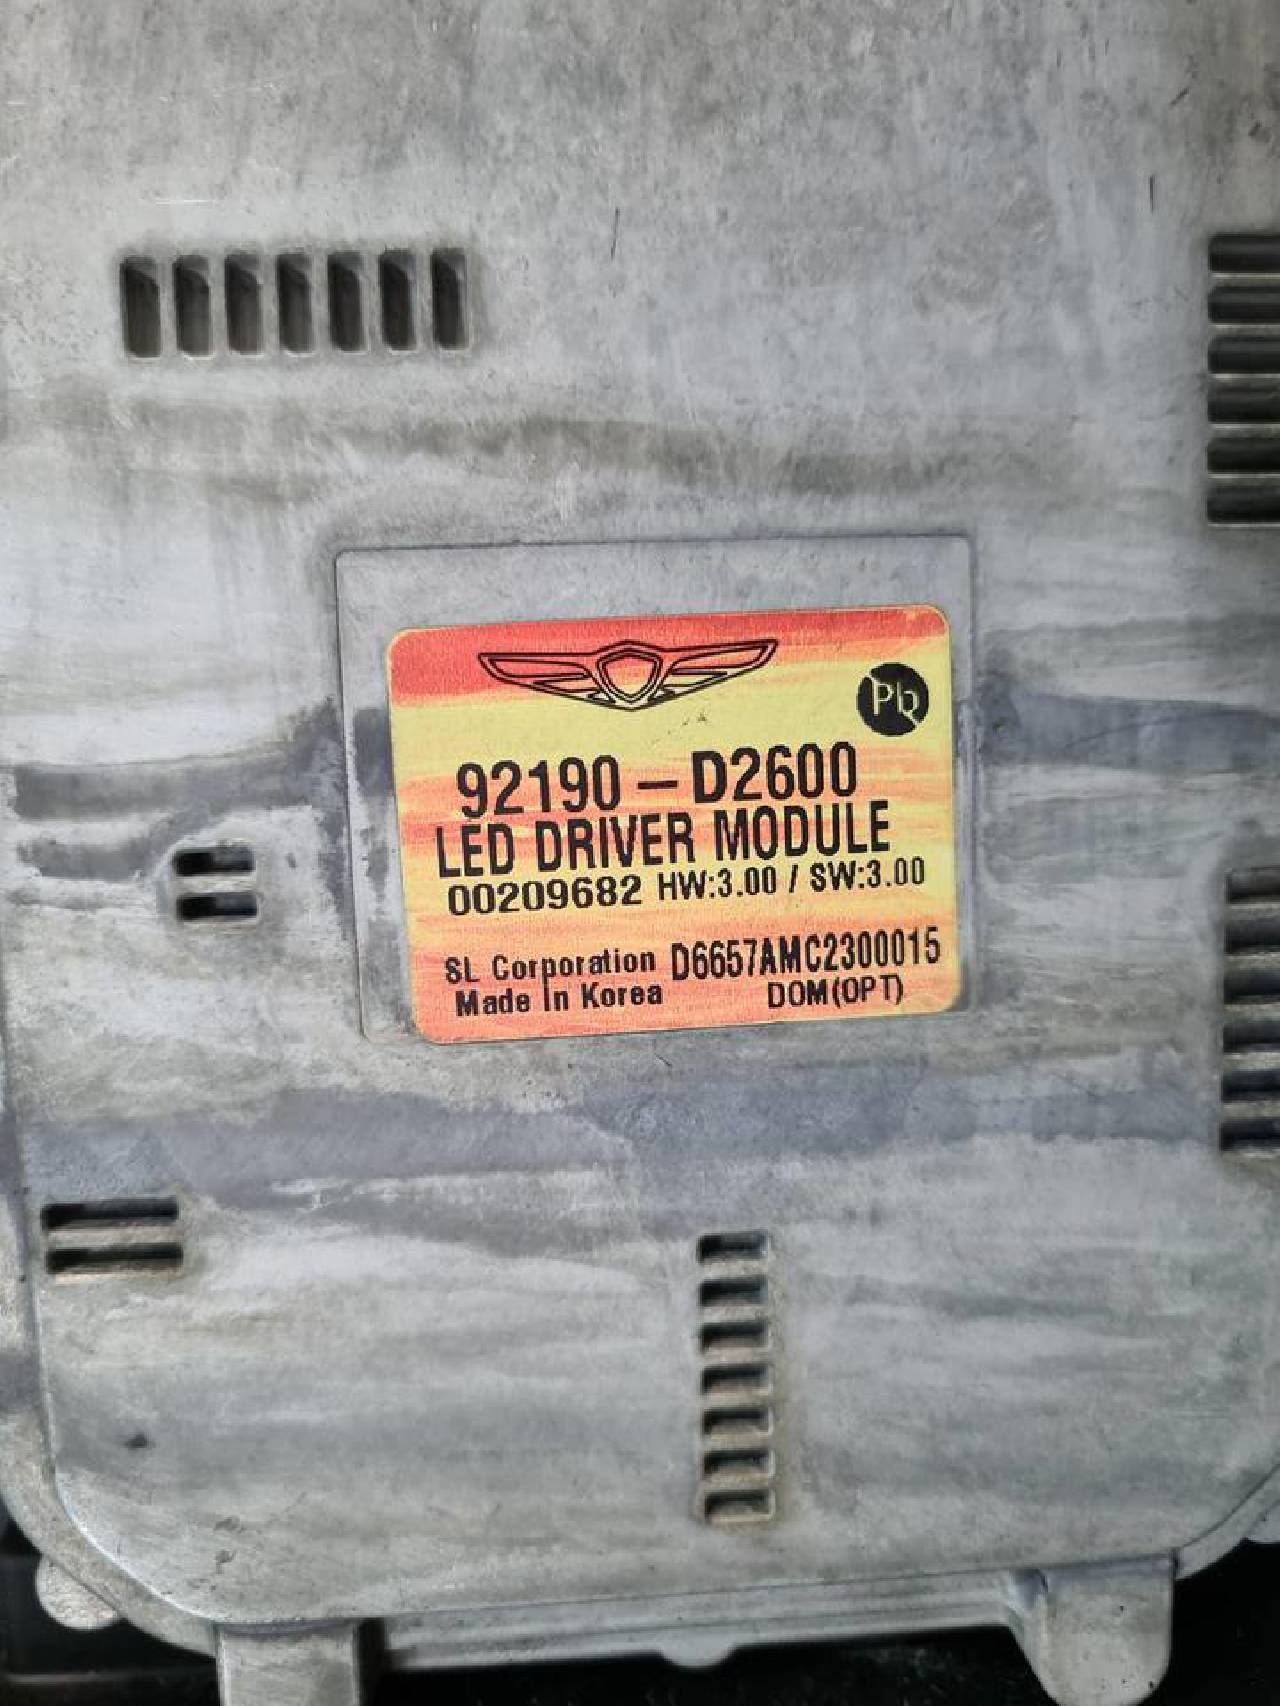 Pb
92190-D2600
LED DRIVER MODULE
00209682 HW:3.00 / SW:3.00
SL Corporation D6657AMC2300015
Made In Korea DOM(OPT)